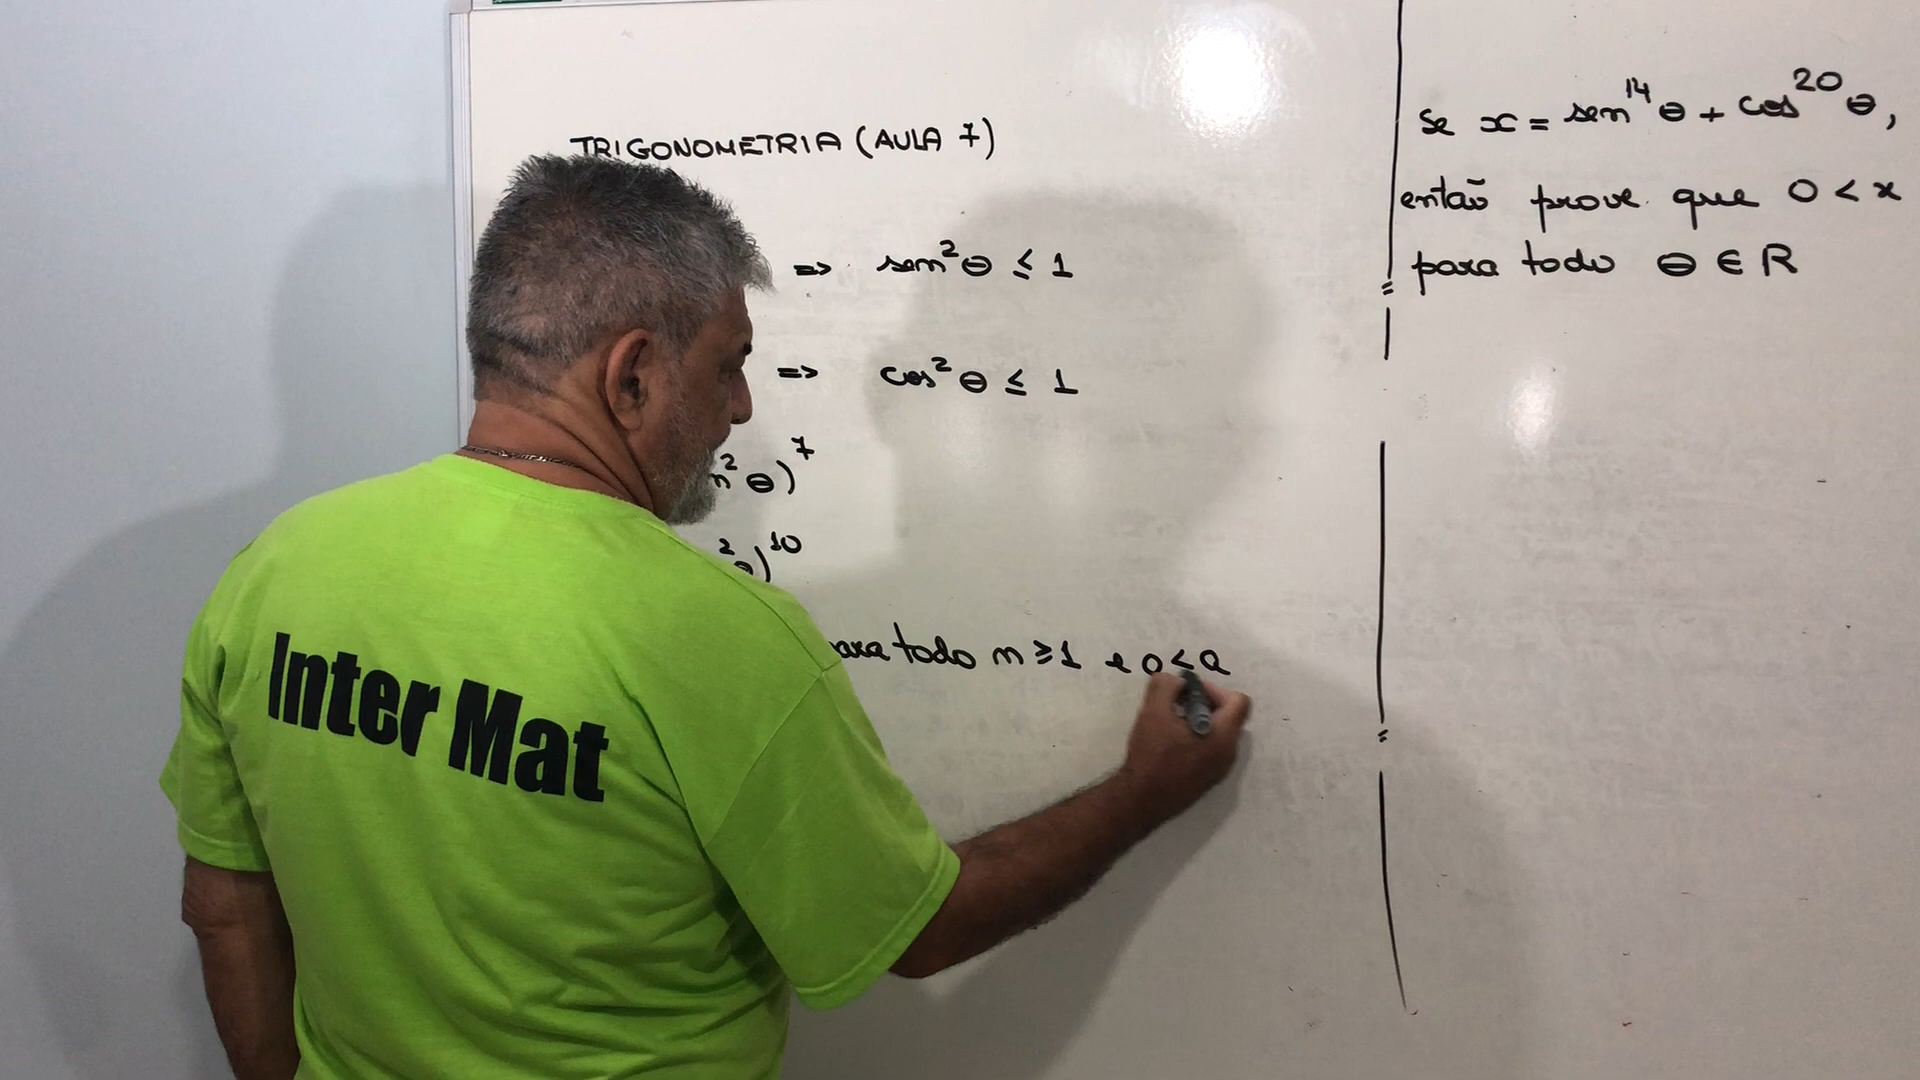 TRIGONOMETRIA (AULA 7)
=> sen²θ ≤ 1
=> cos²θ ≤ 1
n²θ)⁷
²θ)¹⁰
ara todo n ≥ 1 e 0 < a
Se x = sen¹⁴θ + cos²⁰θ,
então prove que 0 < x
para todo θ ∈ R
Inter Mat